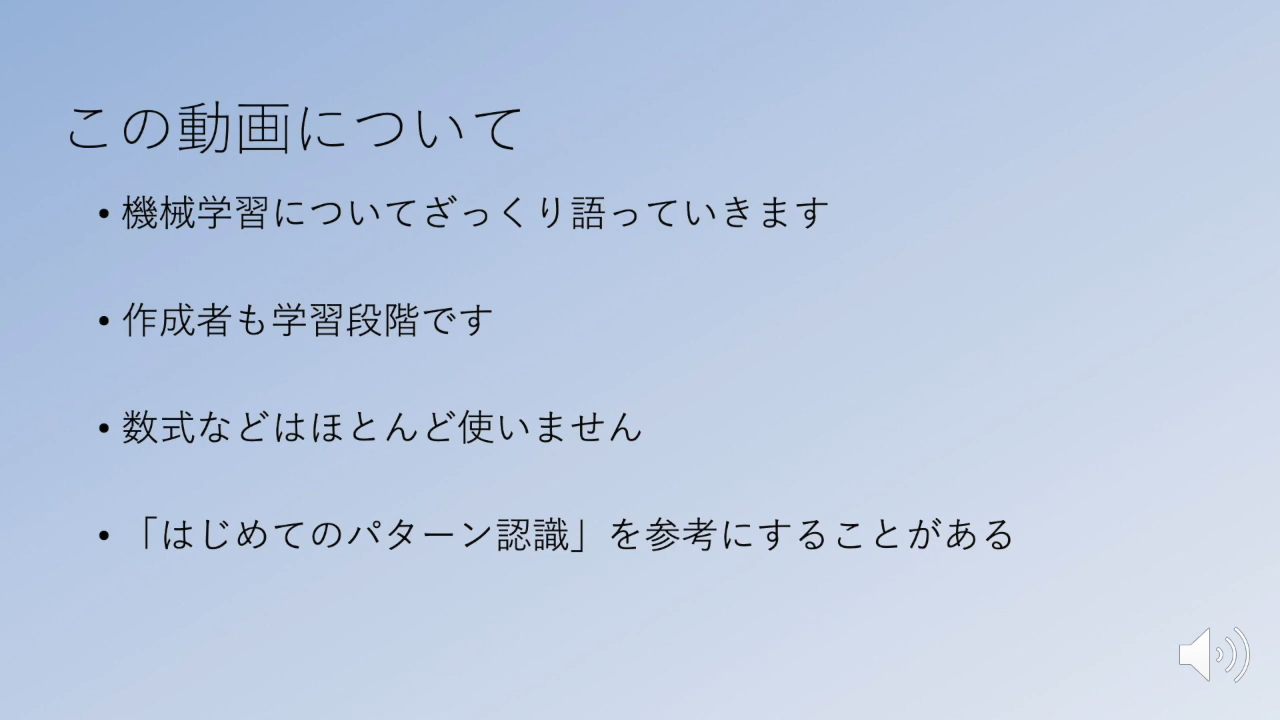 この動画について
• 機械学習についてざっくり語っていきます
• 作成者も学習段階です
• 数式などはほとんど使いません
• 「はじめてのパターン認識」を参考にすることがある